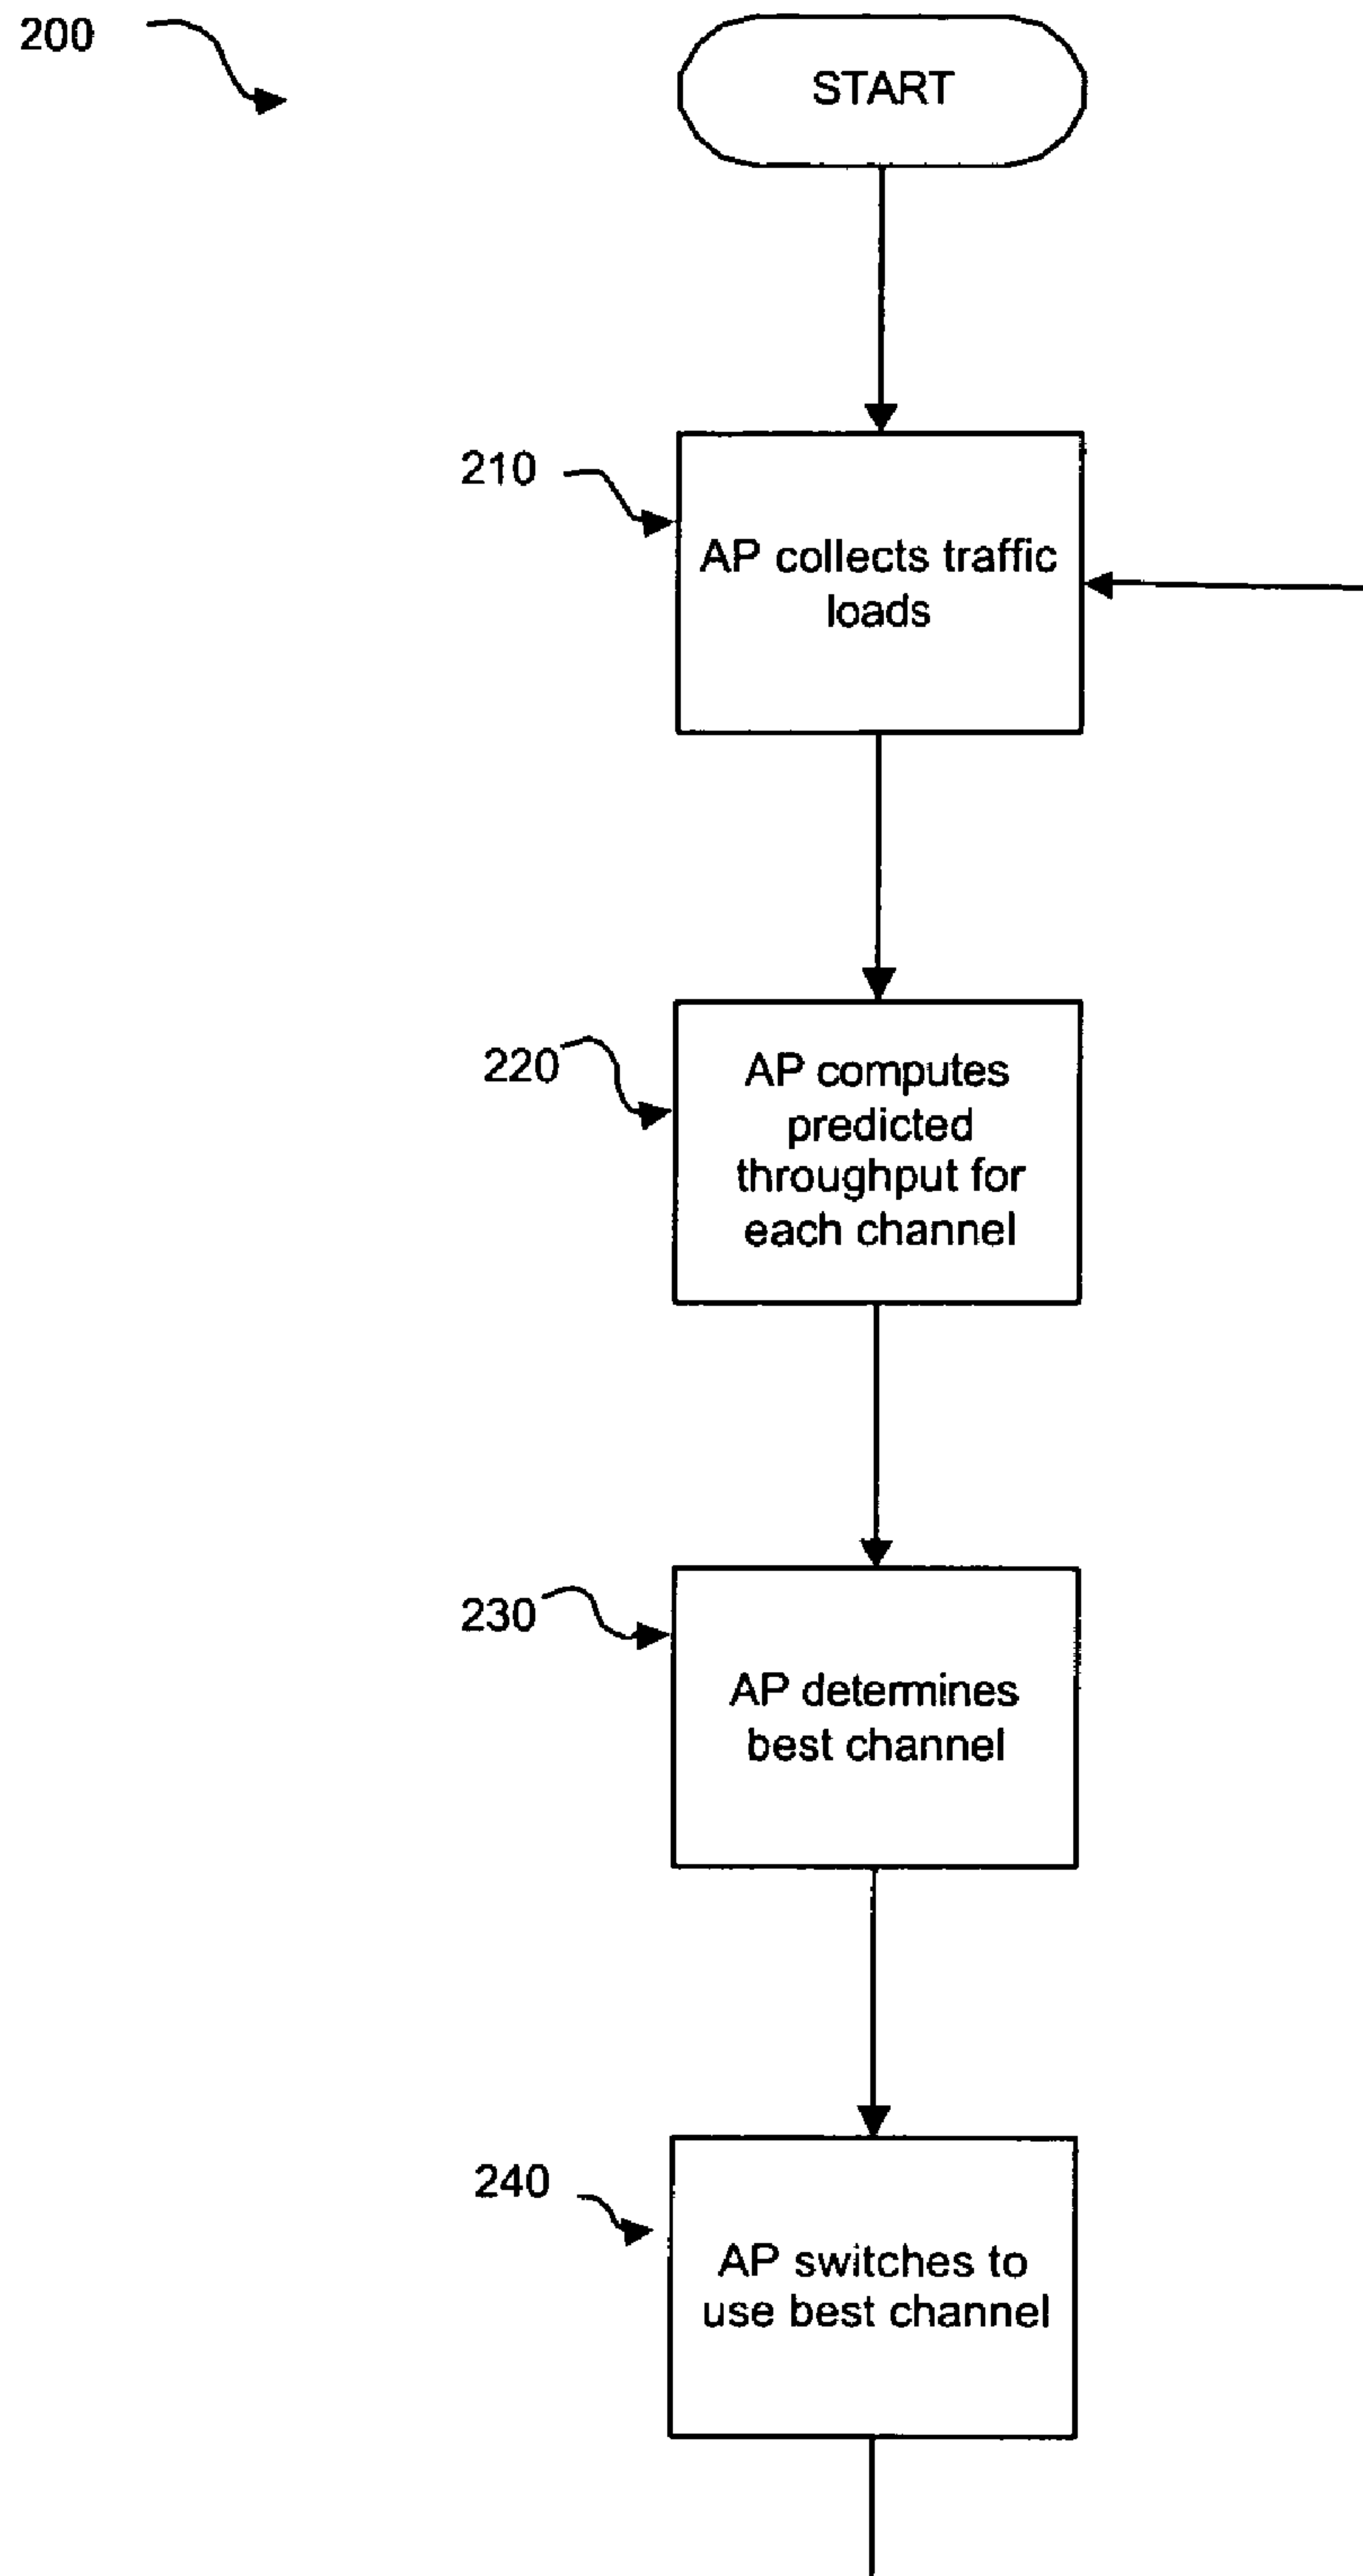 200
START
210
AP collects traffic
loads
220
AP computes
predicted
throughput for
each channel
230
AP determines
best channel
240
AP switches to
use best channel